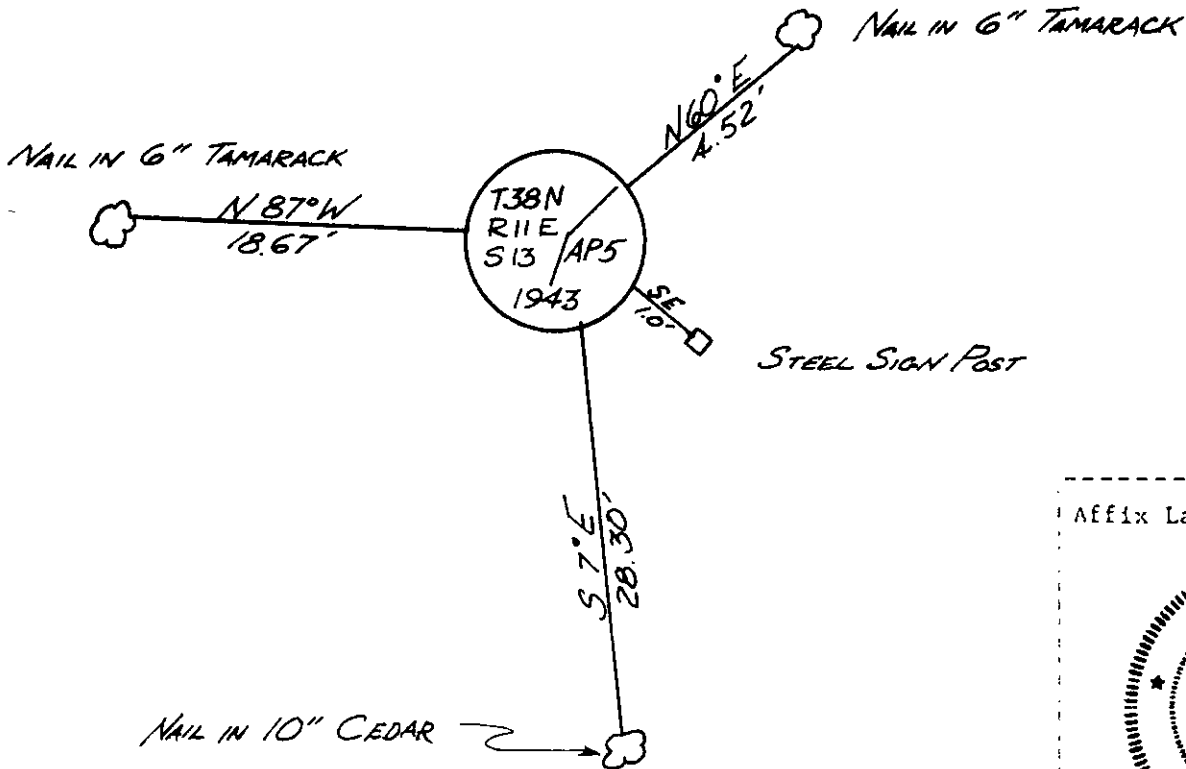 NAIL IN 6" TAMARACK
N60° E
4.52'
NAIL IN 6" TAMARACK
N 87° W
18.67'
T38N
R11E
S13 AP5
1943
SE
1.0'
STEEL SIGN POST
S 7° E
28.30'
Affix La
NAIL IN 10" CEDAR